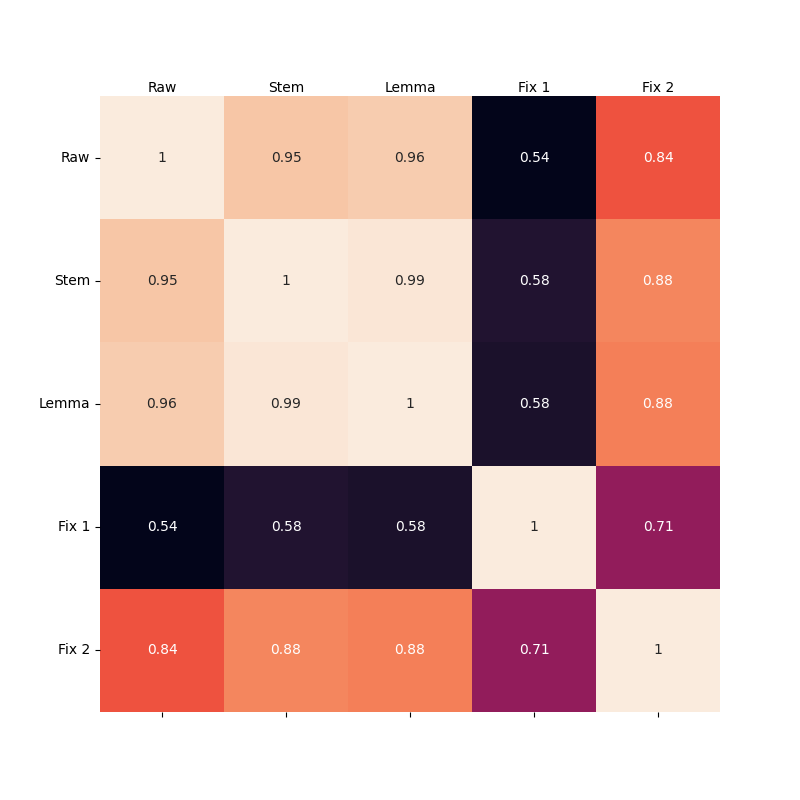 Raw Stem Lemma Fix 1 Fix 2
Raw 1 0.95 0.96 0.54 0.84
Stem 0.95 1 0.99 0.58 0.88
Lemma 0.96 0.99 1 0.58 0.88
Fix 1 0.54 0.58 0.58 1 0.71
Fix 2 0.84 0.88 0.88 0.71 1